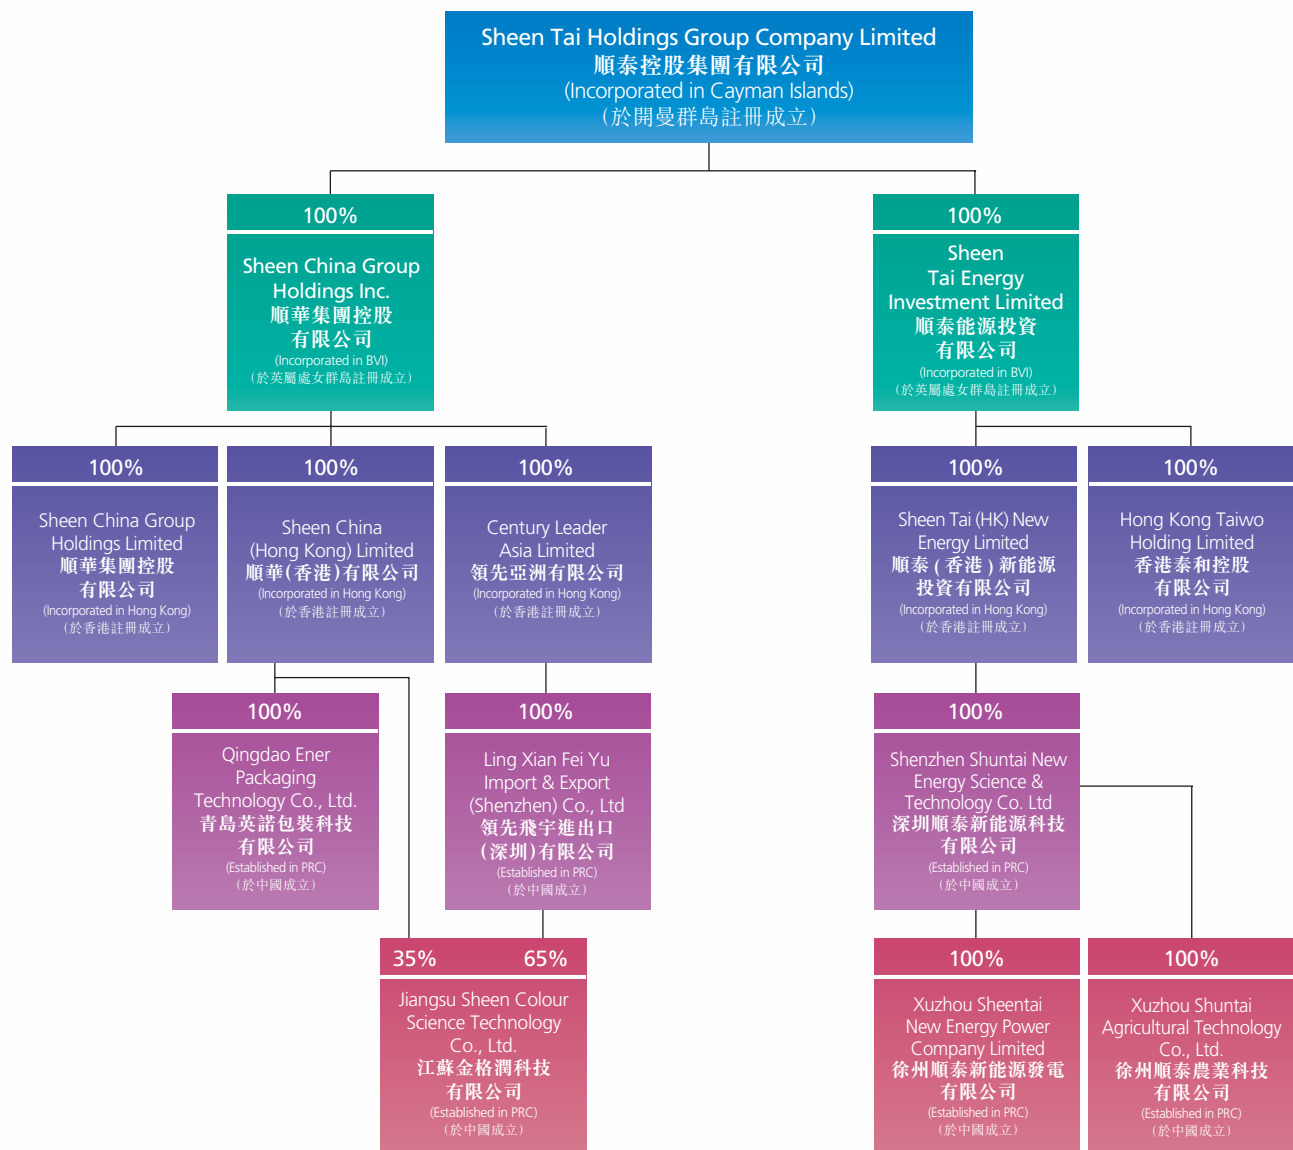 Sheen Tai Holdings Group Company Limited
順泰控股集團有限公司
(Incorporated in Cayman Islands)
(於開曼群島註冊成立)
100%
Sheen China Group
Holdings Inc.
順華集團控股
有限公司
(Incorporated in BVI)
(於英屬處女群島註冊成立)
100%
Sheen
Tai Energy
Investment Limited
順泰能源投資
有限公司
(Incorporated in BVI)
(於英屬處女群島註冊成立)
100%
Sheen China Group
Holdings Limited
順華集團控股
有限公司
(Incorporated in Hong Kong)
(於香港註冊成立)
100%
Sheen China
(Hong Kong) Limited
順華(香港)有限公司
(Incorporated in Hong Kong)
(於香港註冊成立)
100%
Century Leader
Asia Limited
領先亞洲有限公司
(Incorporated in Hong Kong)
(於香港註冊成立)
100%
Sheen Tai (HK) New
Energy Limited
順泰(香港)新能源
投資有限公司
(Incorporated in Hong Kong)
(於香港註冊成立)
100%
Hong Kong Taiwo
Holding Limited
香港泰和控股
有限公司
(Incorporated in Hong Kong)
(於香港註冊成立)
100%
Qingdao Ener
Packaging
Technology Co., Ltd.
青島英諾包裝科技
有限公司
(Established in PRC)
(於中國成立)
100%
Ling Xian Fei Yu
Import & Export
(Shenzhen) Co., Ltd
領先飛宇進出口
(深圳)有限公司
(Established in PRC)
(於中國成立)
100%
Shenzhen Shuntai New
Energy Science &
Technology Co. Ltd
深圳順泰新能源科技
有限公司
(Established in PRC)
(於中國成立)
35% 65%
Jiangsu Sheen Colour
Science Technology
Co., Ltd.
江蘇金格潤科技
有限公司
(Established in PRC)
(於中國成立)
100%
Xuzhou Sheentai
New Energy Power
Company Limited
徐州順泰新能源發電
有限公司
(Established in PRC)
(於中國成立)
100%
Xuzhou Shuntai
Agricultural Technology
Co., Ltd.
徐州順泰農業科技
有限公司
(Established in PRC)
(於中國成立)